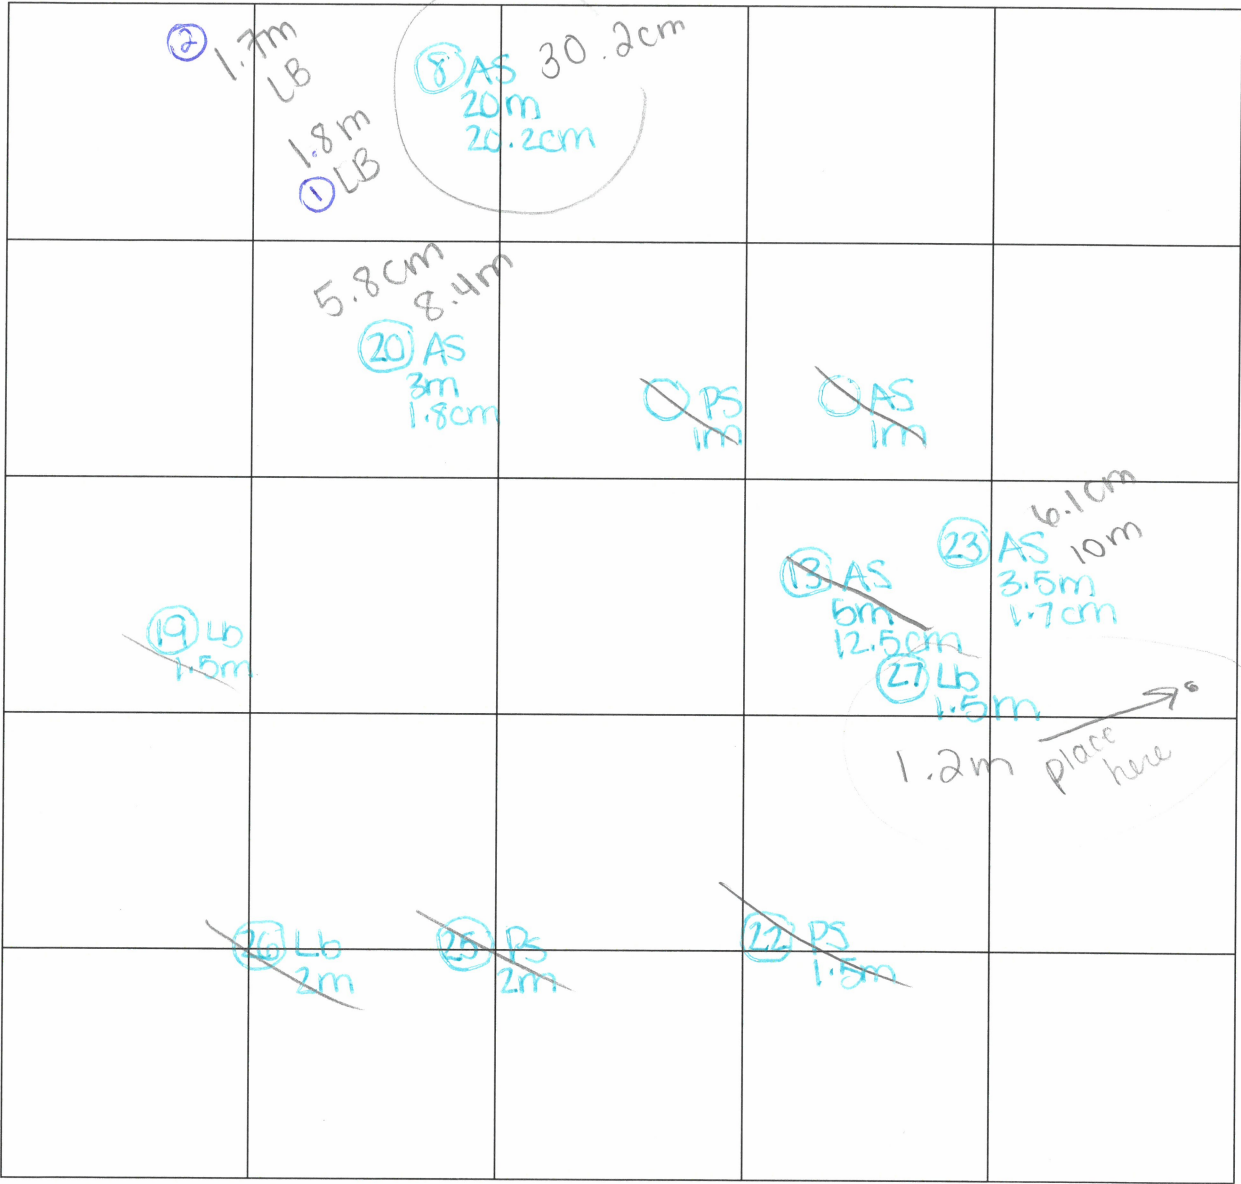 2
1.7m
LB
1.8m
1 LB
8 AS 30.2cm
20m
20.2cm
5.8cm
8.4m
20 AS
3m
1.8cm
PS
1m
AS
1m
6.1cm
10m
23 AS
3.5m
1.7cm
13 AS
5m
12.5cm
27 Lb
1.5m
1.2m place
here
19 Lb
1.5m
26 Lb
2m
25 PS
2m
22 PS
1.5m